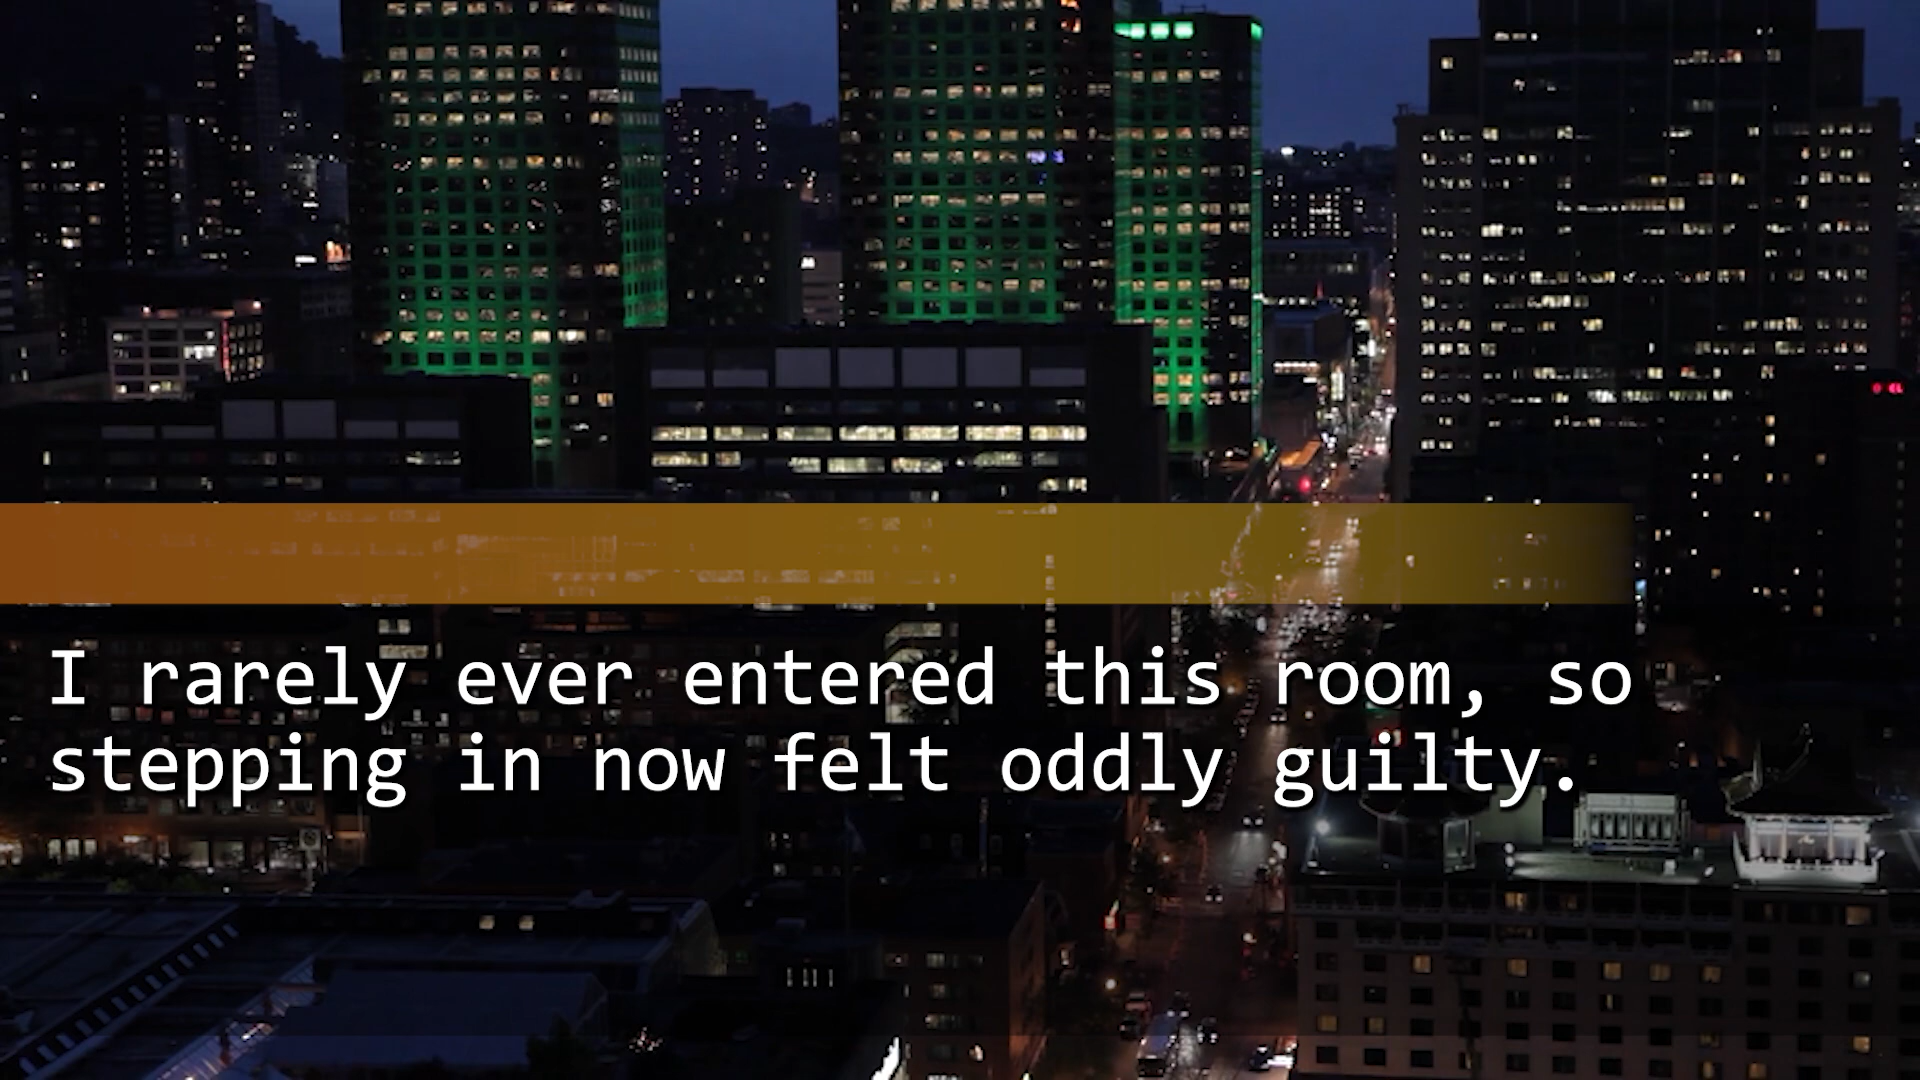 I rarely ever entered this room, so
stepping in now felt oddly guilty.